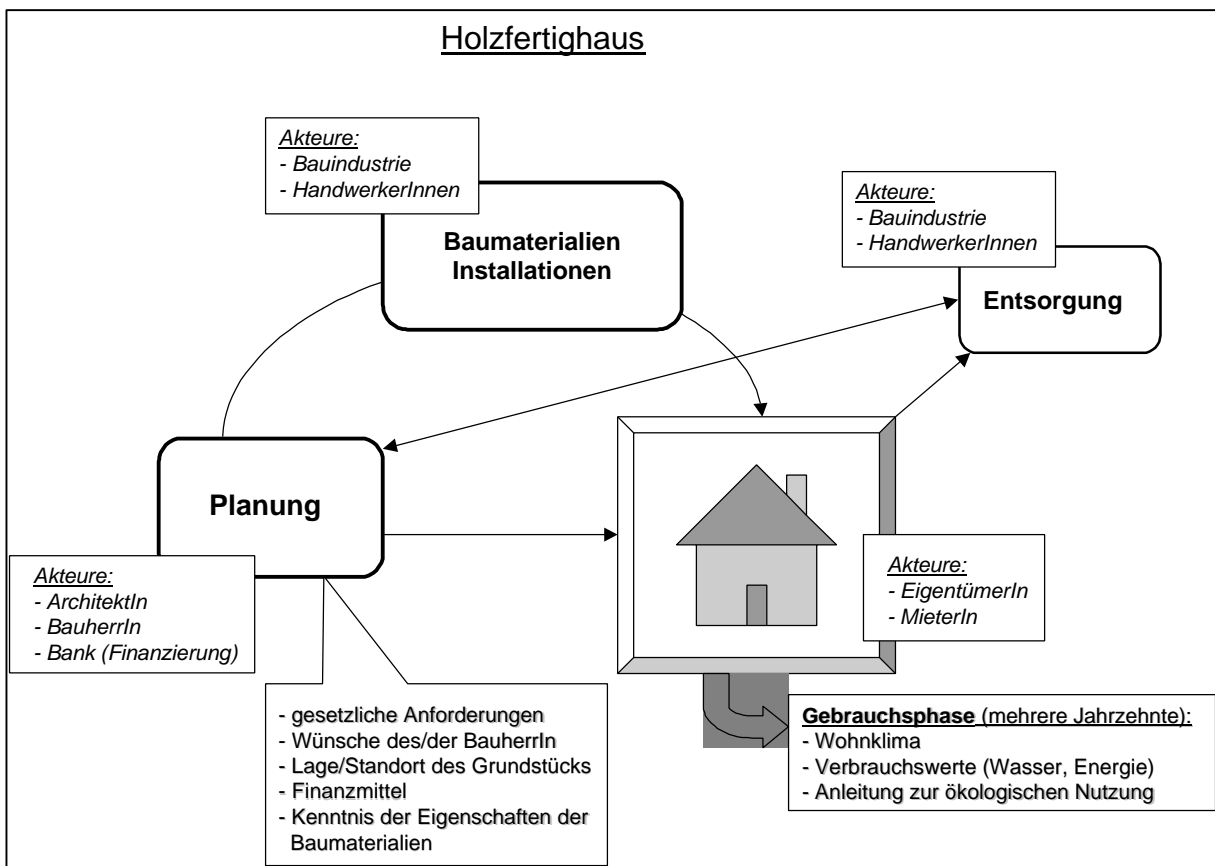 Holzfertighaus
Akteure:
- Bauindustrie
- HandwerkerInnen
Baumaterialien
Installationen
Akteure:
- Bauindustrie
- HandwerkerInnen
Entsorgung
Planung
Akteure:
- ArchitektIn
- BauherrIn
- Bank (Finanzierung)
Akteure:
- EigentümerIn
- MieterIn
- gesetzliche Anforderungen
- Wünsche des/der BauherrIn
- Lage/Standort des Grundstücks
- Finanzmittel
- Kenntnis der Eigenschaften der
Baumaterialien
Gebrauchsphase (mehrere Jahrzehnte):
- Wohnklima
- Verbrauchswerte (Wasser, Energie)
- Anleitung zur ökologischen Nutzung